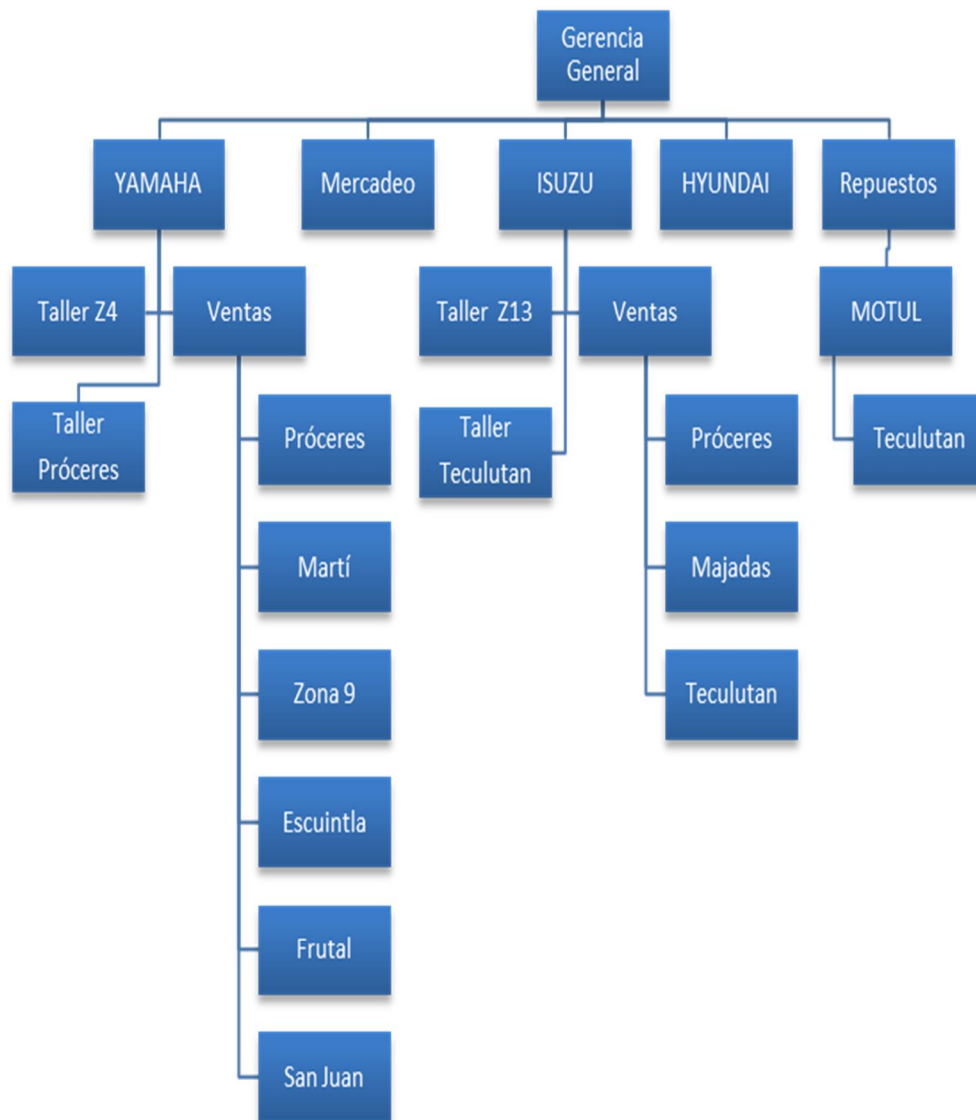 Gerencia
General
YAMAHA
Mercadeo
ISUZU
HYUNDAI
Repuestos
Taller Z4
Ventas
Taller Z13
Ventas
MOTUL
Taller
Próceres
Próceres
Taller
Teculutan
Próceres
Teculutan
Martí
Majadas
Zona 9
Teculutan
Escuintla
Frutal
San Juan